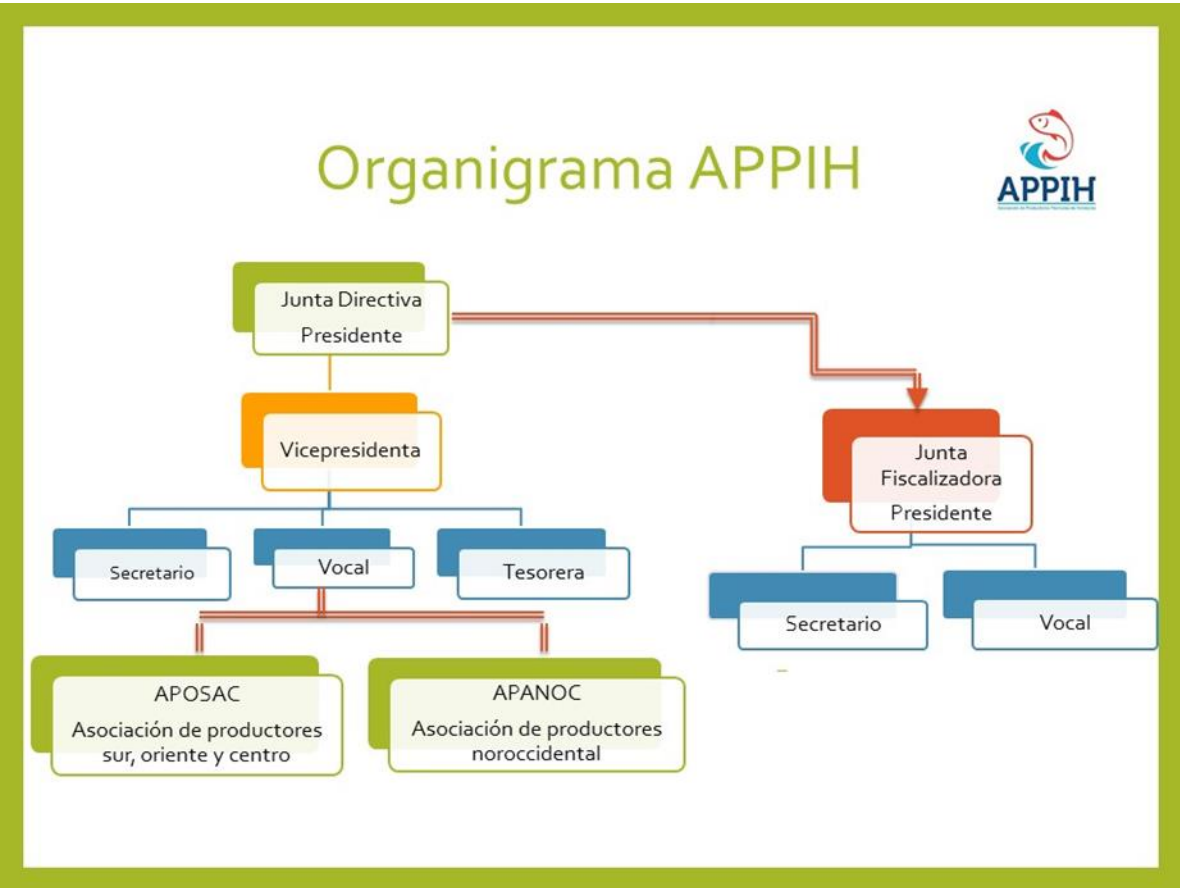 Organigrama APPIH
APPIH
Junta Directiva
Presidente
Vicepresidenta
Secretario
Vocal
Tesorera
APOSAC
Asociación de productores
sur, oriente y centro
APANOC
Asociación de productores
noroccidental
Junta
Fiscalizadora
Presidente
Secretario
Vocal